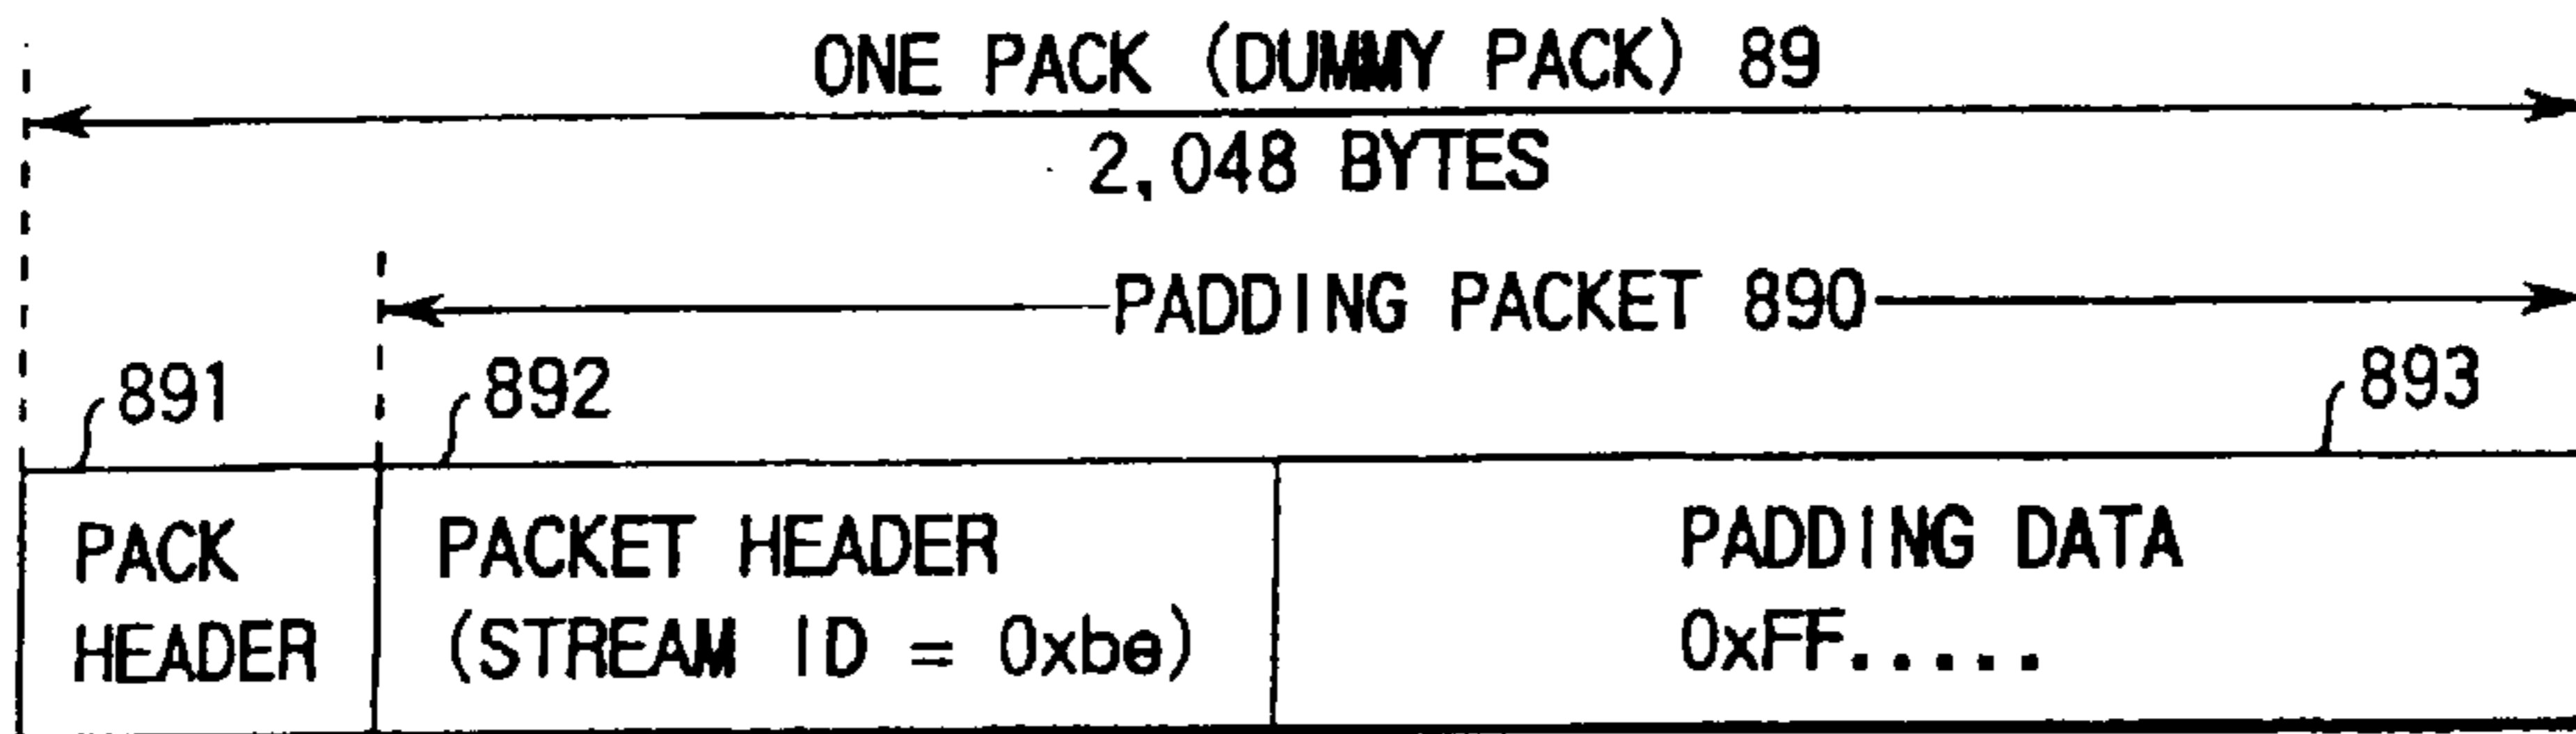 ONE PACK (DUMMY PACK) 89
2,048 BYTES
PADDING PACKET 890
891
892
893
PACK HEADER
PACKET HEADER
(STREAM ID = 0xbe)
PADDING DATA
0xFF.....